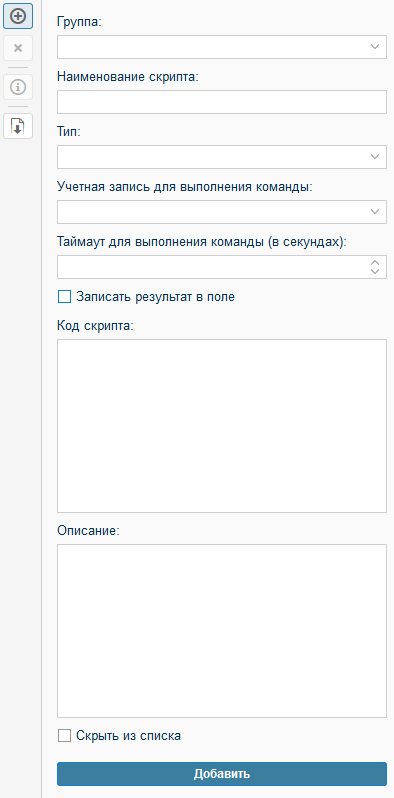 Группа:
Наименование скрипта:
Тип:
Учетная запись для выполнения команды:
Таймаут для выполнения команды (в секундах):
Записать результат в поле
Код скрипта:
Описание:
Скрыть из списка
Добавить